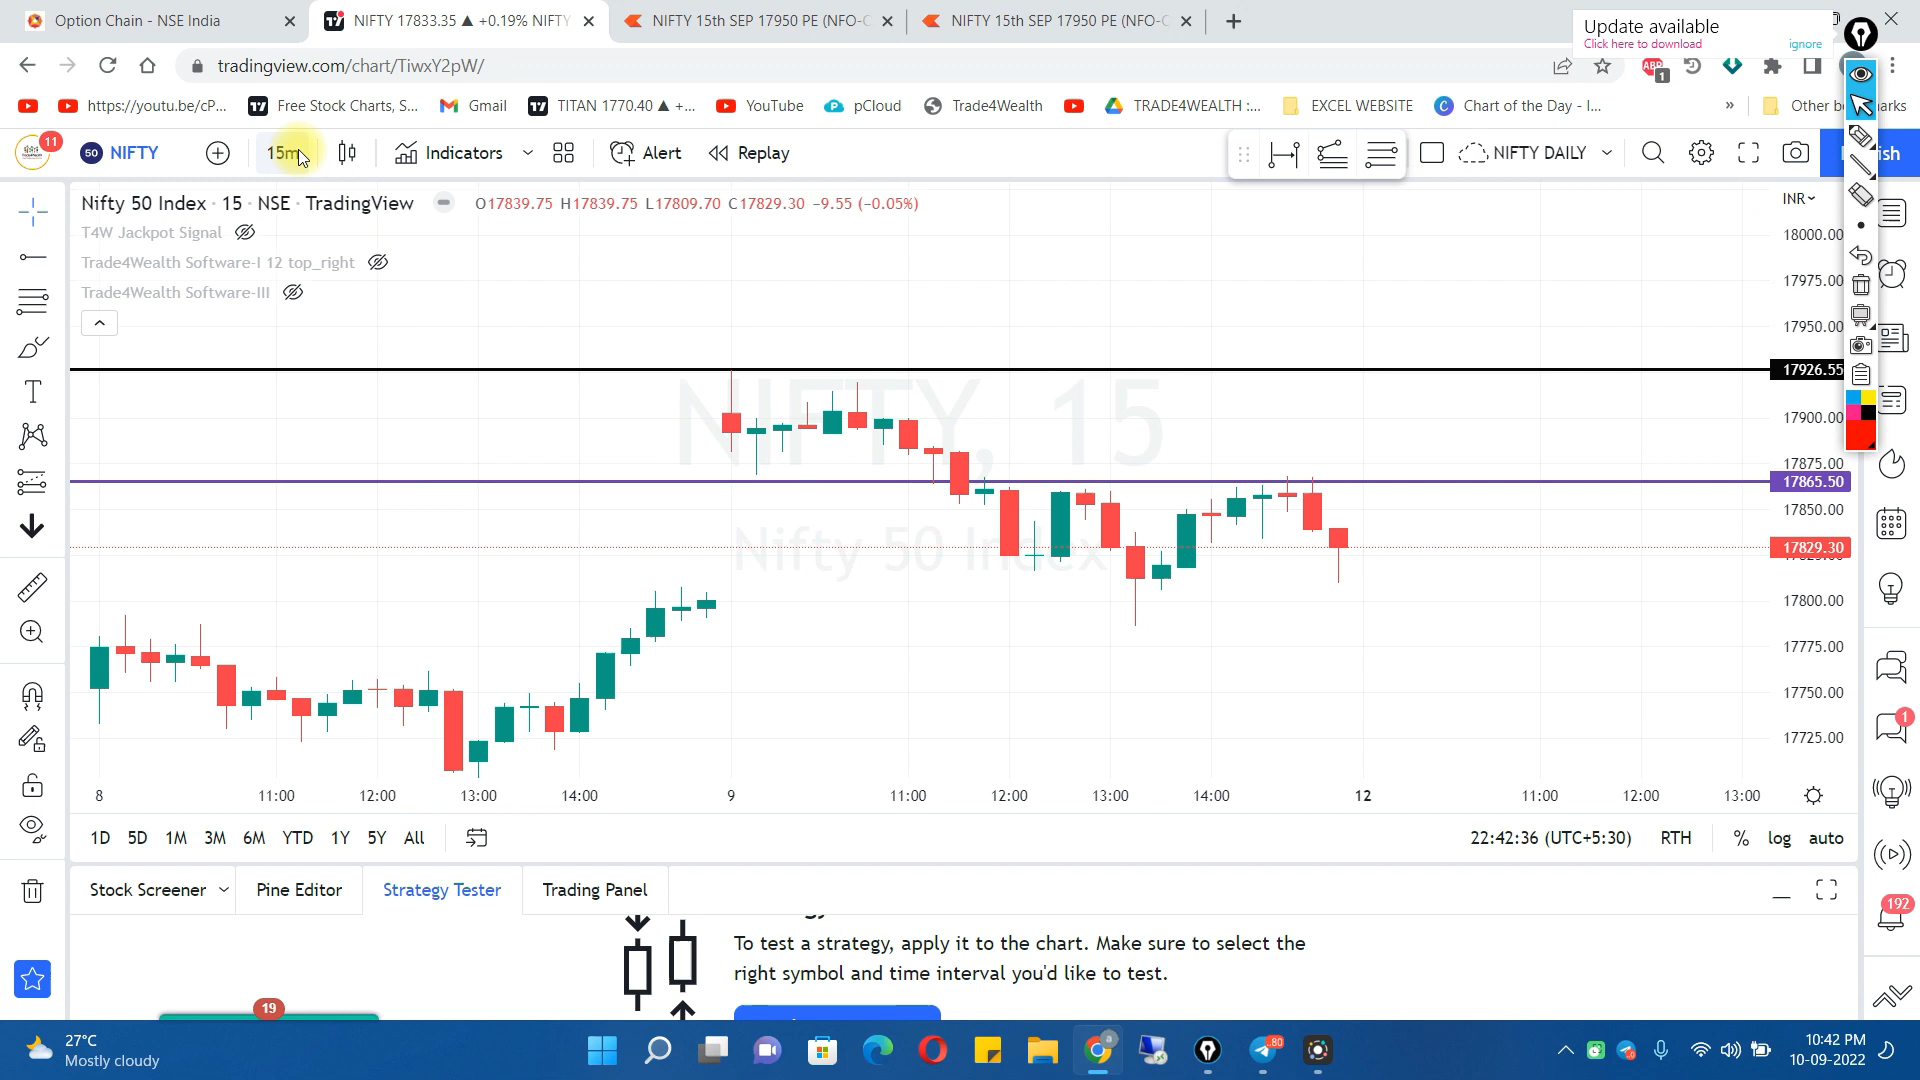 Option Chain - NSE India
NIFTY 17833.35 ▲ +0.19% NIFTY
NIFTY 15th SEP 17950 PE (NFO-O
NIFTY 15th SEP 17950 PE (NFO-O
Update available
Click here to download ignore
tradingview.com/chart/TiwxY2pW/
ABP 1
https://youtu.be/cP...
Free Stock Charts, S...
Gmail
TITAN 1770.40 ▲ +...
YouTube
pCloud
Trade4Wealth
TRADE4WEALTH :...
EXCEL WEBSITE
Chart of the Day - I...
»
11
50 NIFTY
15m
Indicators
Alert
Replay
NIFTY DAILY
Nifty 50 Index · 15 · NSE · TradingView
O17839.75 H17839.75 L17809.70 C17829.30 −9.55 (−0.05%)
INR
T4W Jackpot Signal
Trade4Wealth Software-I 12 top_right
Trade4Wealth Software-III
NIFTY, 15
Nifty 50 Index
18000.00
17975.00
17950.00
17926.55
17900.00
17875.00
17865.50
17850.00
17829.30
17800.00
17775.00
17750.00
17725.00
8 11:00 12:00 13:00 14:00 9 11:00 12:00 13:00 14:00 12 11:00 12:00 13:00
1D 5D 1M 3M 6M YTD 1Y 5Y All
22:42:36 (UTC+5:30) RTH % log auto
Stock Screener Pine Editor Strategy Tester Trading Panel
To test a strategy, apply it to the chart. Make sure to select the
right symbol and time interval you'd like to test.
19
1
192
27°C
Mostly cloudy
80
10:42 PM
10-09-2022